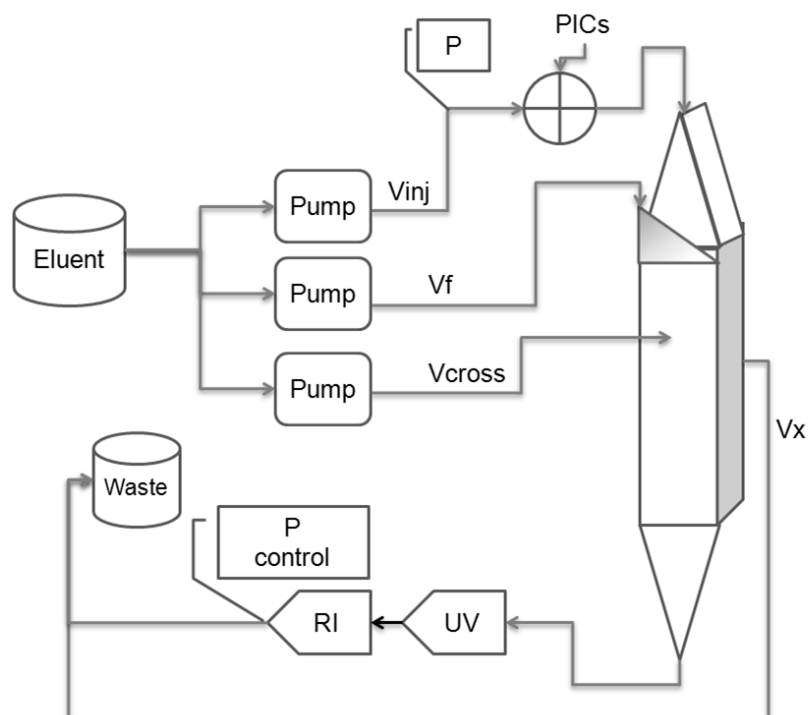 PICs
P
Pump
Vinj
Eluent
Pump
Vf
Pump
Vcross
Vx
Waste
P
control
RI
UV